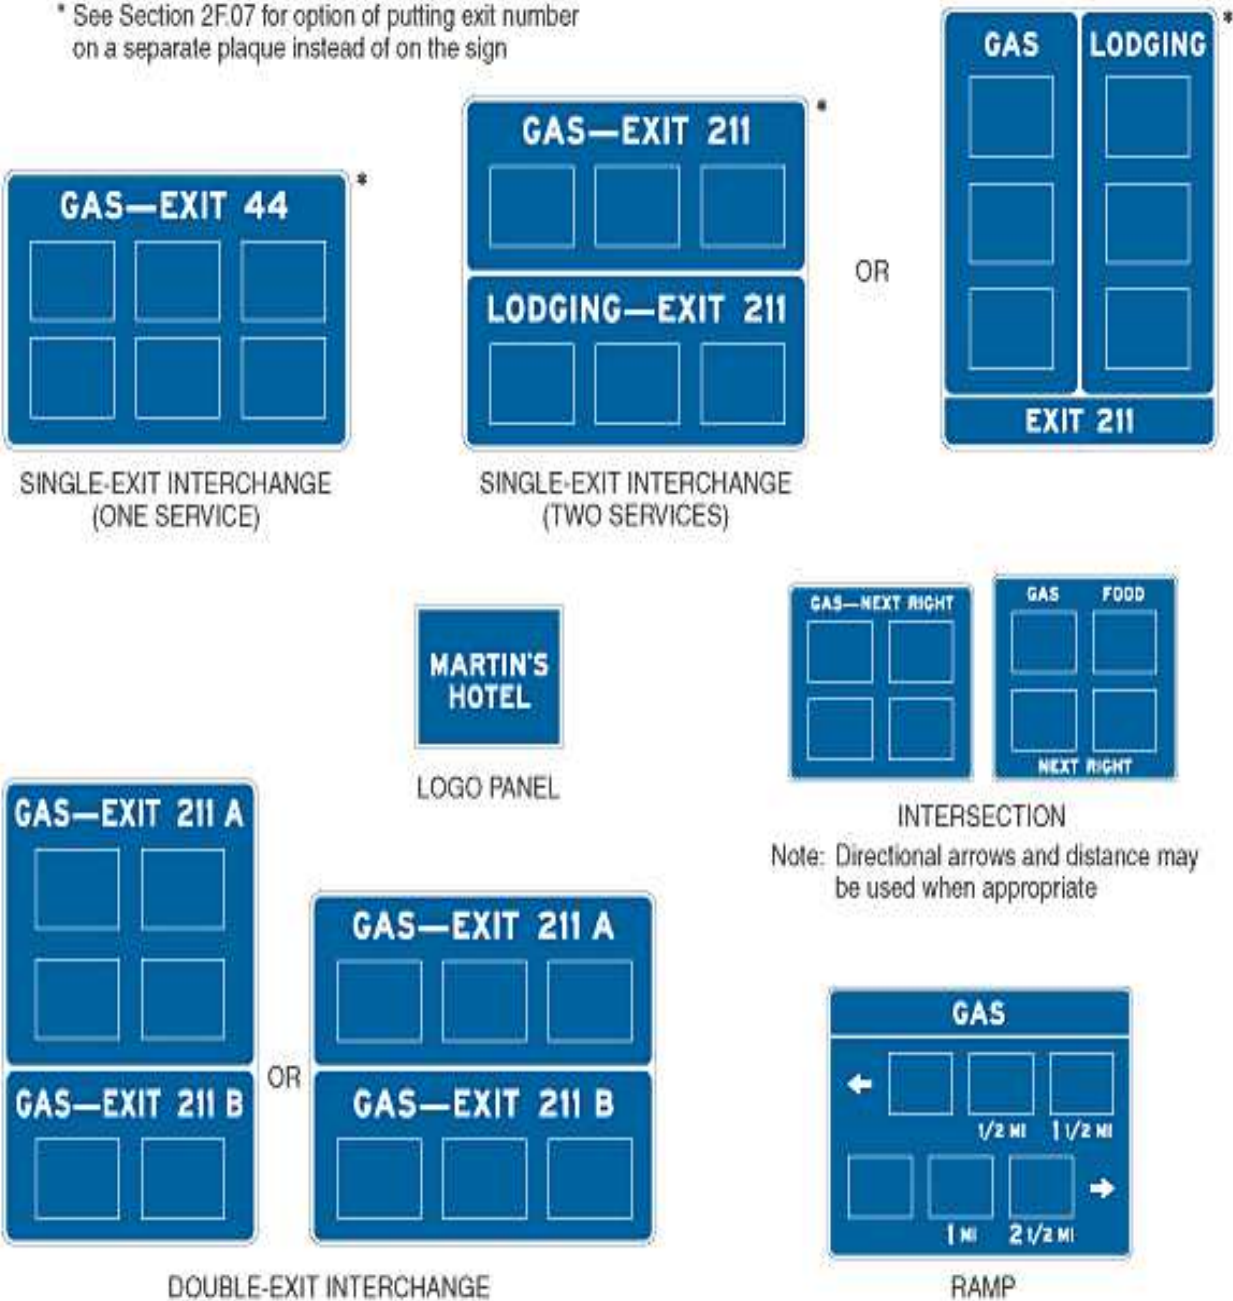 * See Section 2F.07 for option of putting exit number
on a separate plaque instead of on the sign
GAS—EXIT 44
*
SINGLE-EXIT INTERCHANGE
(ONE SERVICE)
GAS—EXIT 211
*
LODGING—EXIT 211
SINGLE-EXIT INTERCHANGE
(TWO SERVICES)
OR
GAS LODGING
*
EXIT 211
MARTIN'S
HOTEL
LOGO PANEL
GAS—NEXT RIGHT
GAS FOOD
NEXT RIGHT
INTERSECTION
Note: Directional arrows and distance may
be used when appropriate
GAS—EXIT 211 A
GAS—EXIT 211 B
OR
GAS—EXIT 211 A
GAS—EXIT 211 B
DOUBLE-EXIT INTERCHANGE
GAS
1/2 MI 1 1/2 MI
1 MI 2 1/2 MI
RAMP